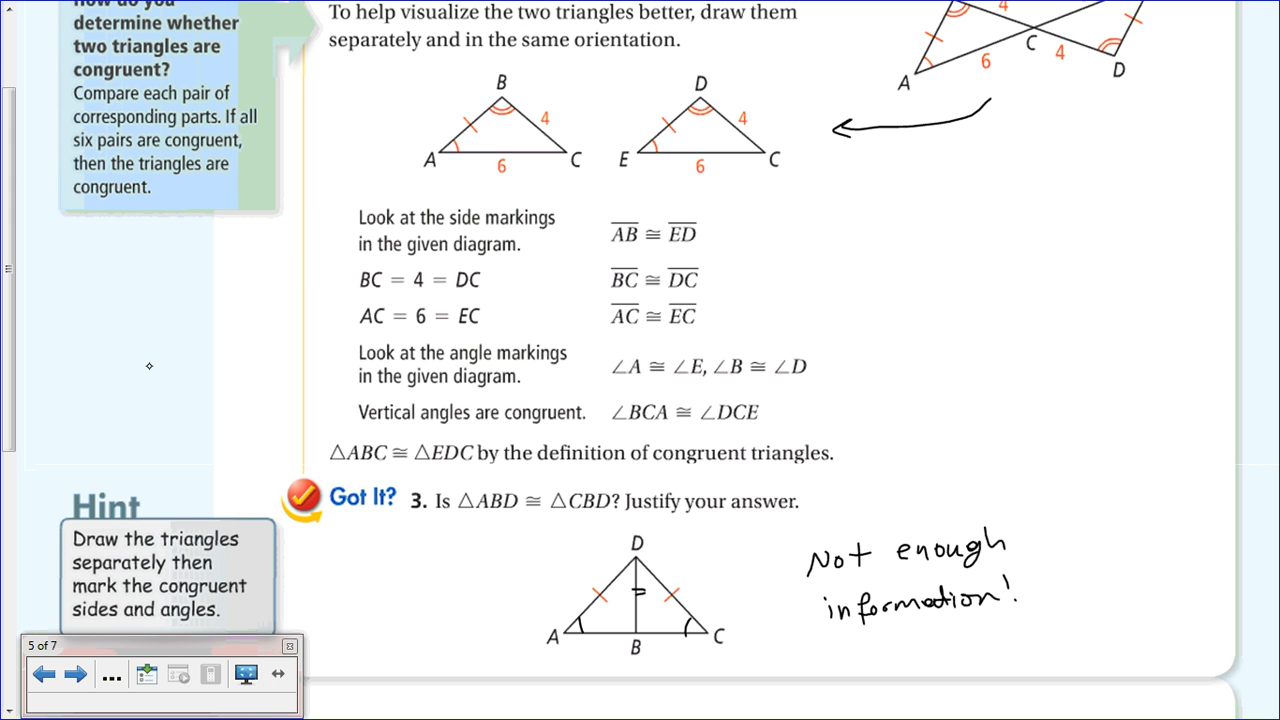 How do you
determine whether
two triangles are
congruent?
Compare each pair of
corresponding parts. If all
six pairs are congruent,
then the triangles are
congruent.
To help visualize the two triangles better, draw them
separately and in the same orientation.
4
C
6
4
A
D
B
4
A
6
C
D
4
E
6
C
Look at the side markings
in the given diagram.
AB ≅ ED
BC = 4 = DC
BC ≅ DC
AC = 6 = EC
AC ≅ EC
Look at the angle markings
in the given diagram.
∠A ≅ ∠E, ∠B ≅ ∠D
Vertical angles are congruent. ∠BCA ≅ ∠DCE
△ABC ≅ △EDC by the definition of congruent triangles.
Got It? 3. Is △ABD ≅ △CBD? Justify your answer.
D
A
B
C
Not enough
information!
Hint
Draw the triangles
separately then
mark the congruent
sides and angles.
5 of 7